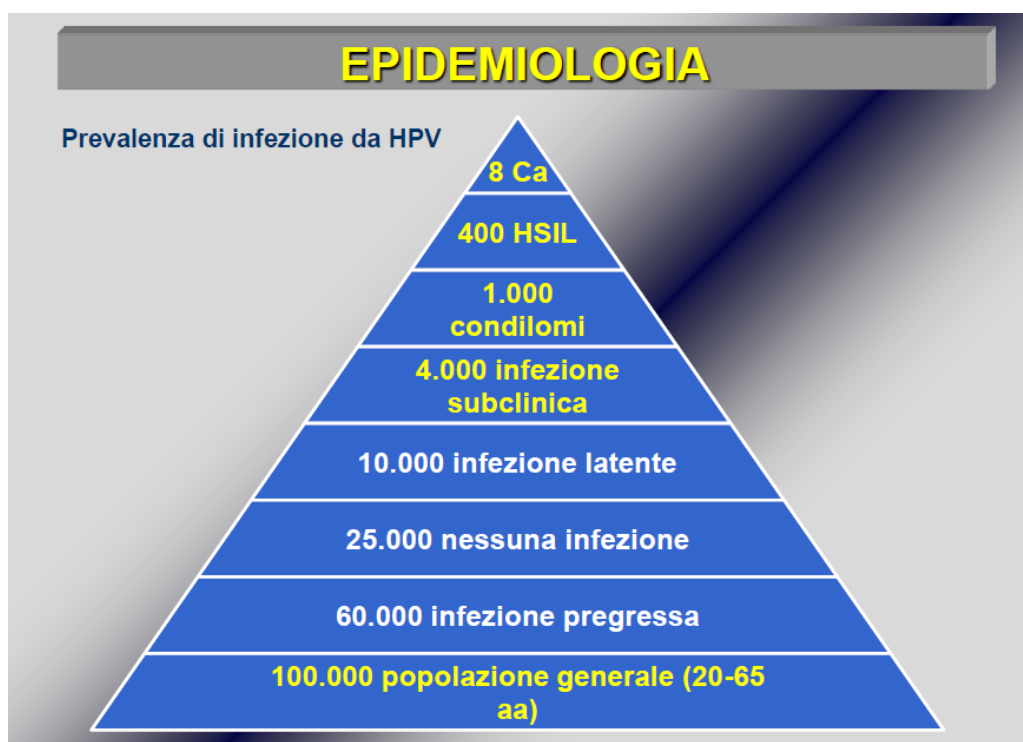 EPIDEMIOLOGIA
Prevalenza di infezione da HPV
8 Ca
400 HSIL
1.000
condilomi
4.000 infezione
subclinica
10.000 infezione latente
25.000 nessuna infezione
60.000 infezione pregressa
100.000 popolazione generale (20-65
aa)